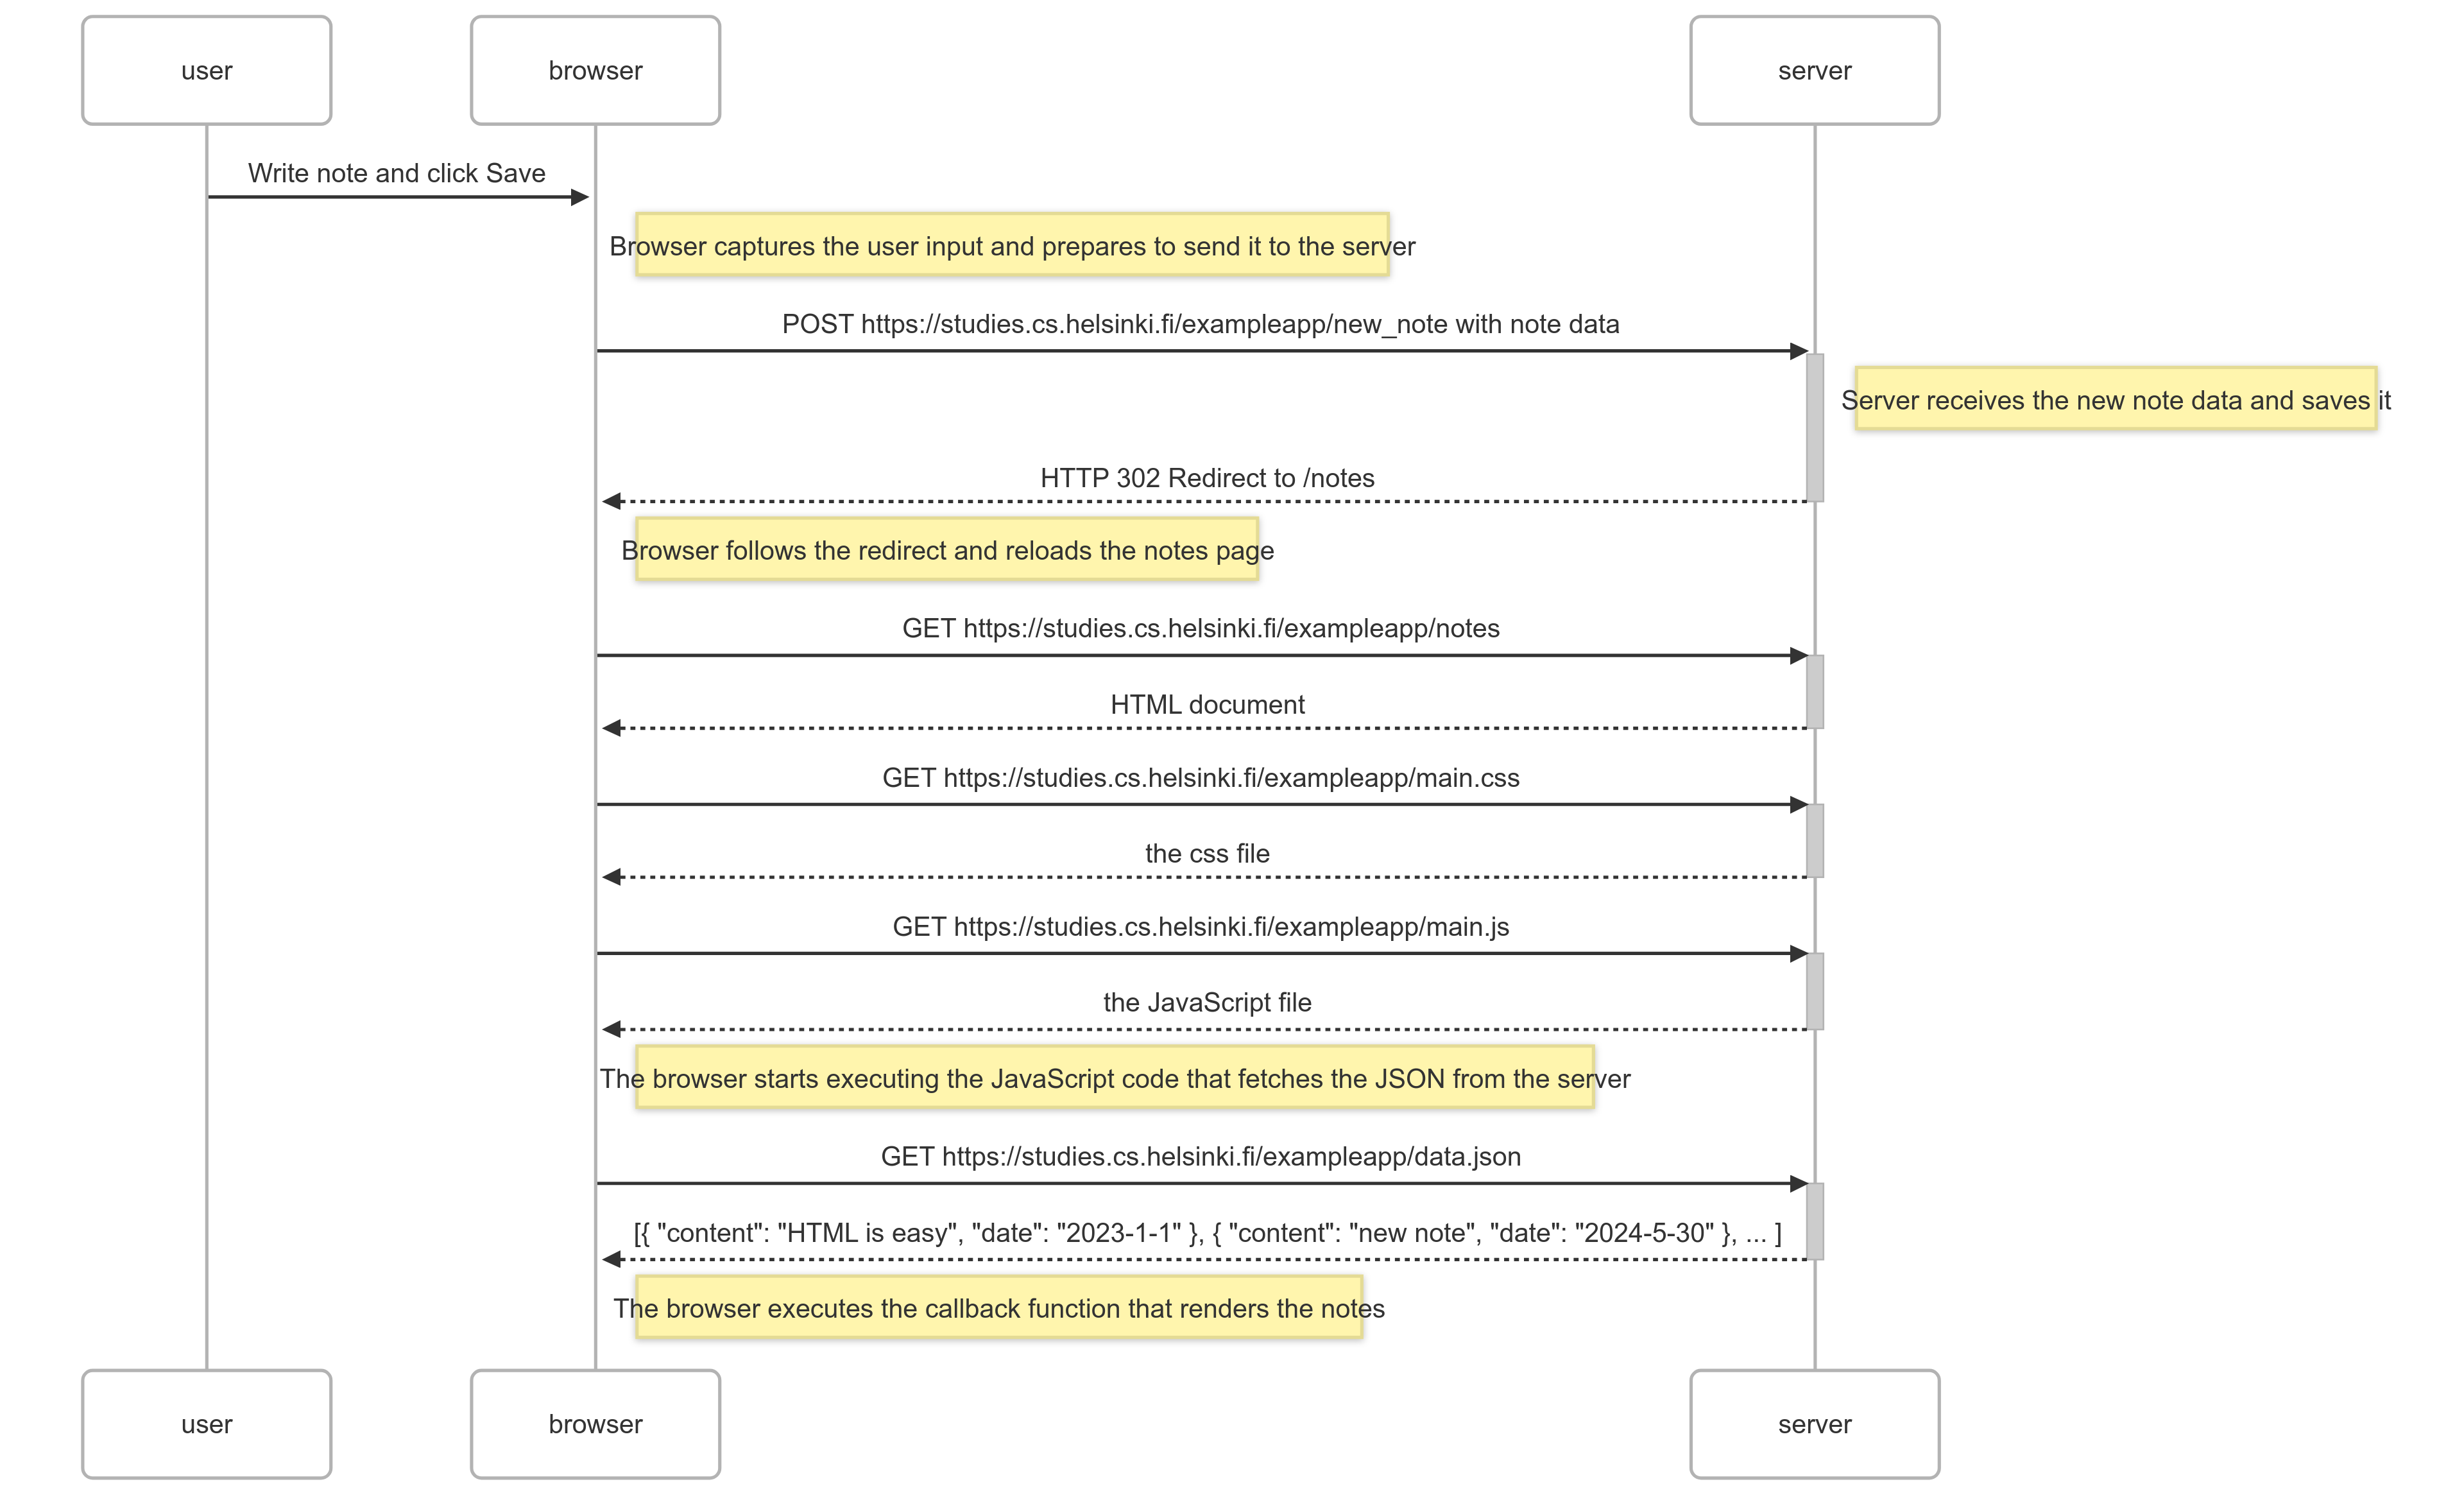 user
browser
server
Write note and click Save
Browser captures the user input and prepares to send it to the server
POST https://studies.cs.helsinki.fi/exampleapp/new_note with note data
Server receives the new note data and saves it
HTTP 302 Redirect to /notes
Browser follows the redirect and reloads the notes page
GET https://studies.cs.helsinki.fi/exampleapp/notes
HTML document
GET https://studies.cs.helsinki.fi/exampleapp/main.css
the css file
GET https://studies.cs.helsinki.fi/exampleapp/main.js
the JavaScript file
The browser starts executing the JavaScript code that fetches the JSON from the server
GET https://studies.cs.helsinki.fi/exampleapp/data.json
[{ "content": "HTML is easy", "date": "2023-1-1" }, { "content": "new note", "date": "2024-5-30" }, ... ]
The browser executes the callback function that renders the notes
user
browser
server